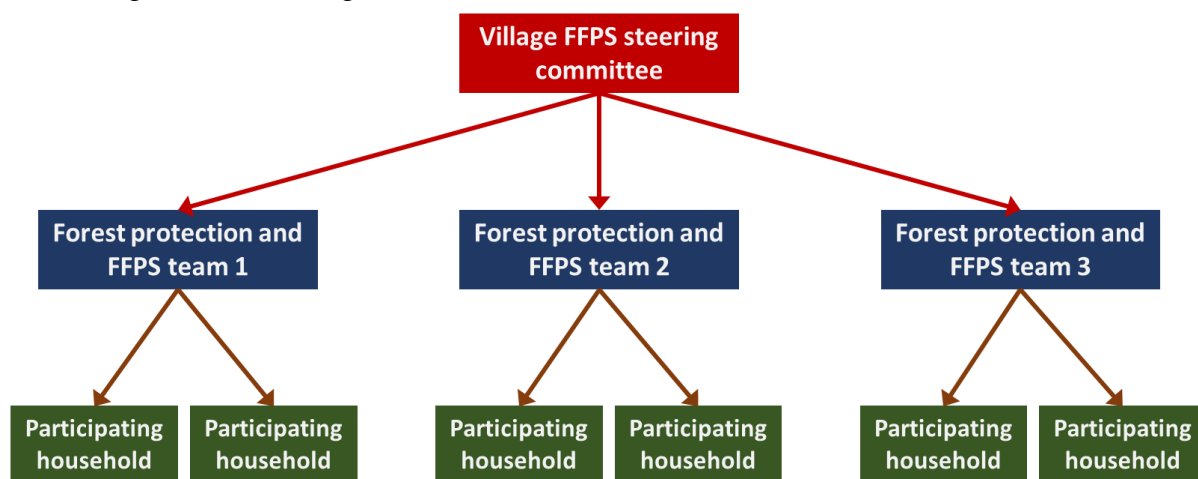 Village FFPS steering
committee
Forest protection and
FFPS team 1
Forest protection and
FFPS team 2
Forest protection and
FFPS team 3
Participating
household
Participating
household
Participating
household
Participating
household
Participating
household
Participating
household